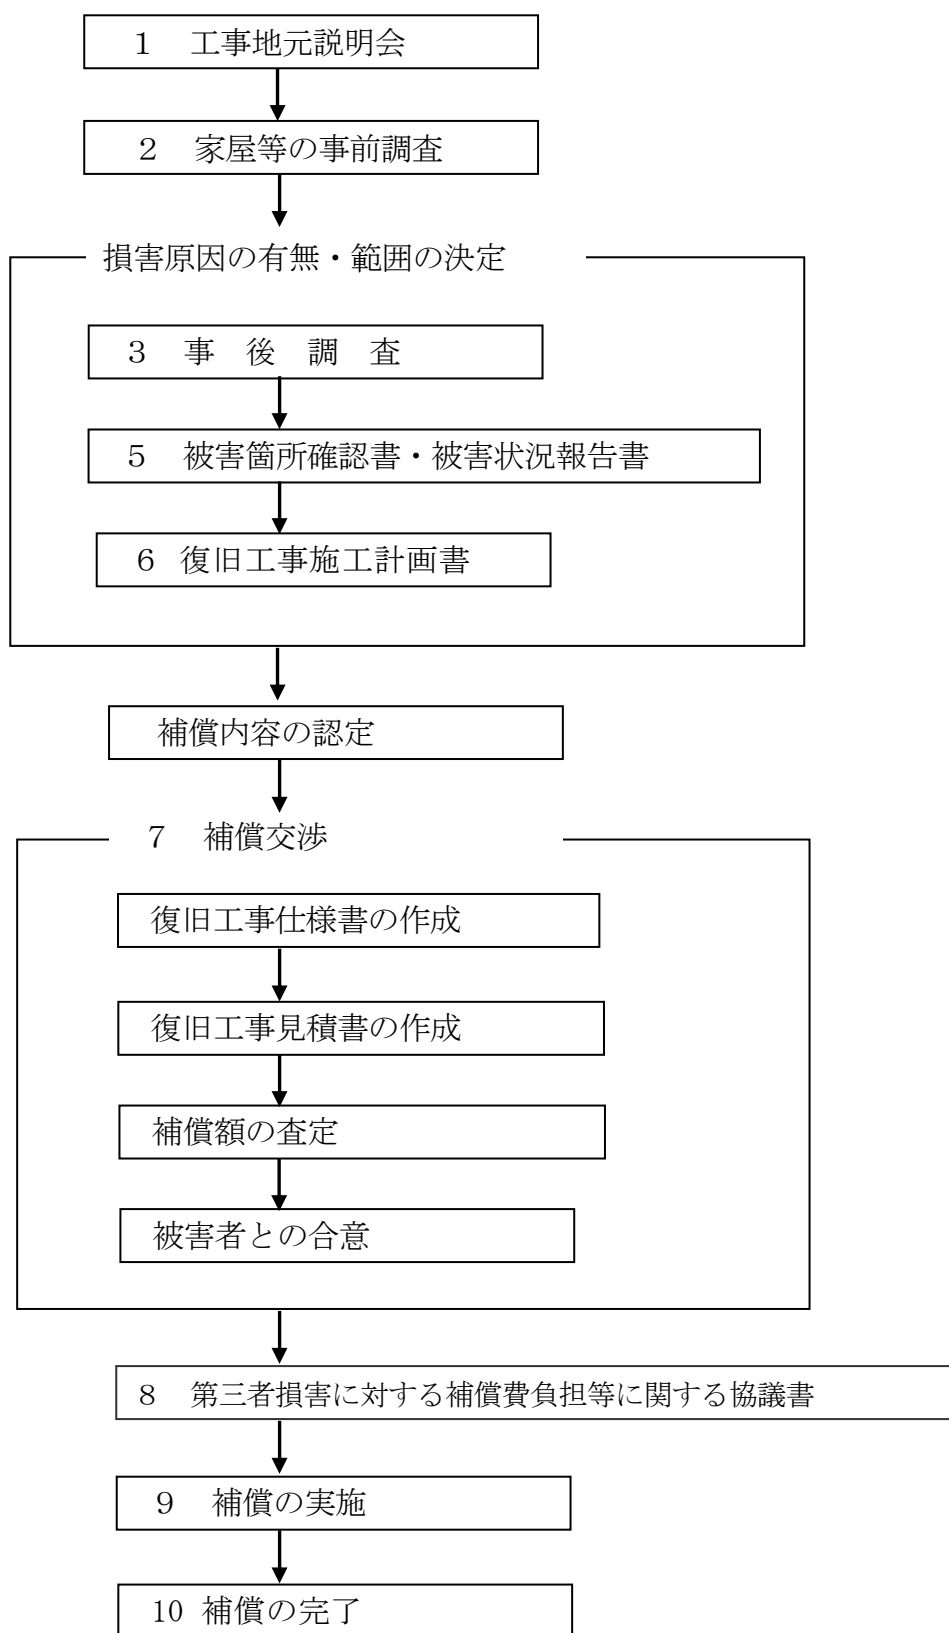 １　工事地元説明会
２　家屋等の事前調査
損害原因の有無・範囲の決定
３　事　後　調　査
５　被害箇所確認書・被害状況報告書
６　復旧工事施工計画書
補償内容の認定
７　補償交渉
復旧工事仕様書の作成
復旧工事見積書の作成
補償額の査定
被害者との合意
８　第三者損害に対する補償費負担等に関する協議書
９　補償の実施
10 補償の完了